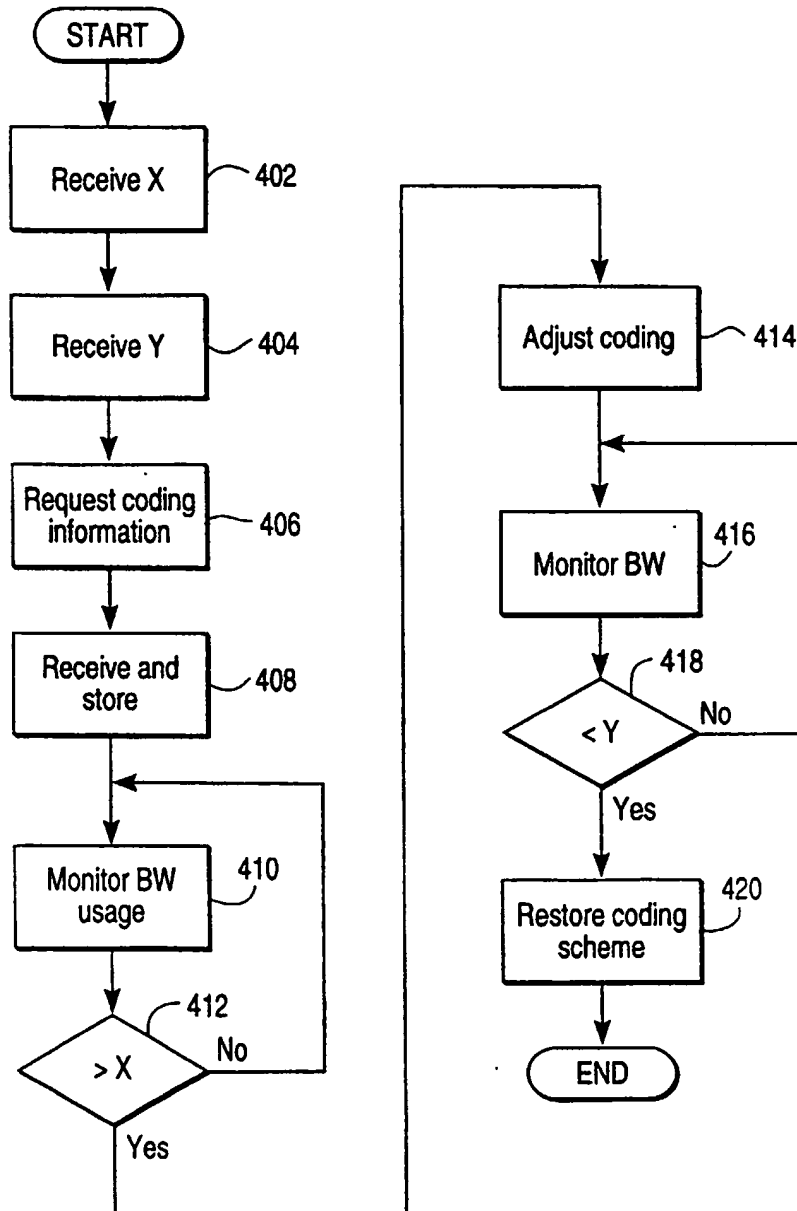 START
Receive X
402
Receive Y
404
Request coding
information
406
Receive and
store
408
Monitor BW
usage
410
412
> X
No
Yes
Adjust coding
414
Monitor BW
416
418
< Y
No
Yes
Restore coding
scheme
420
END